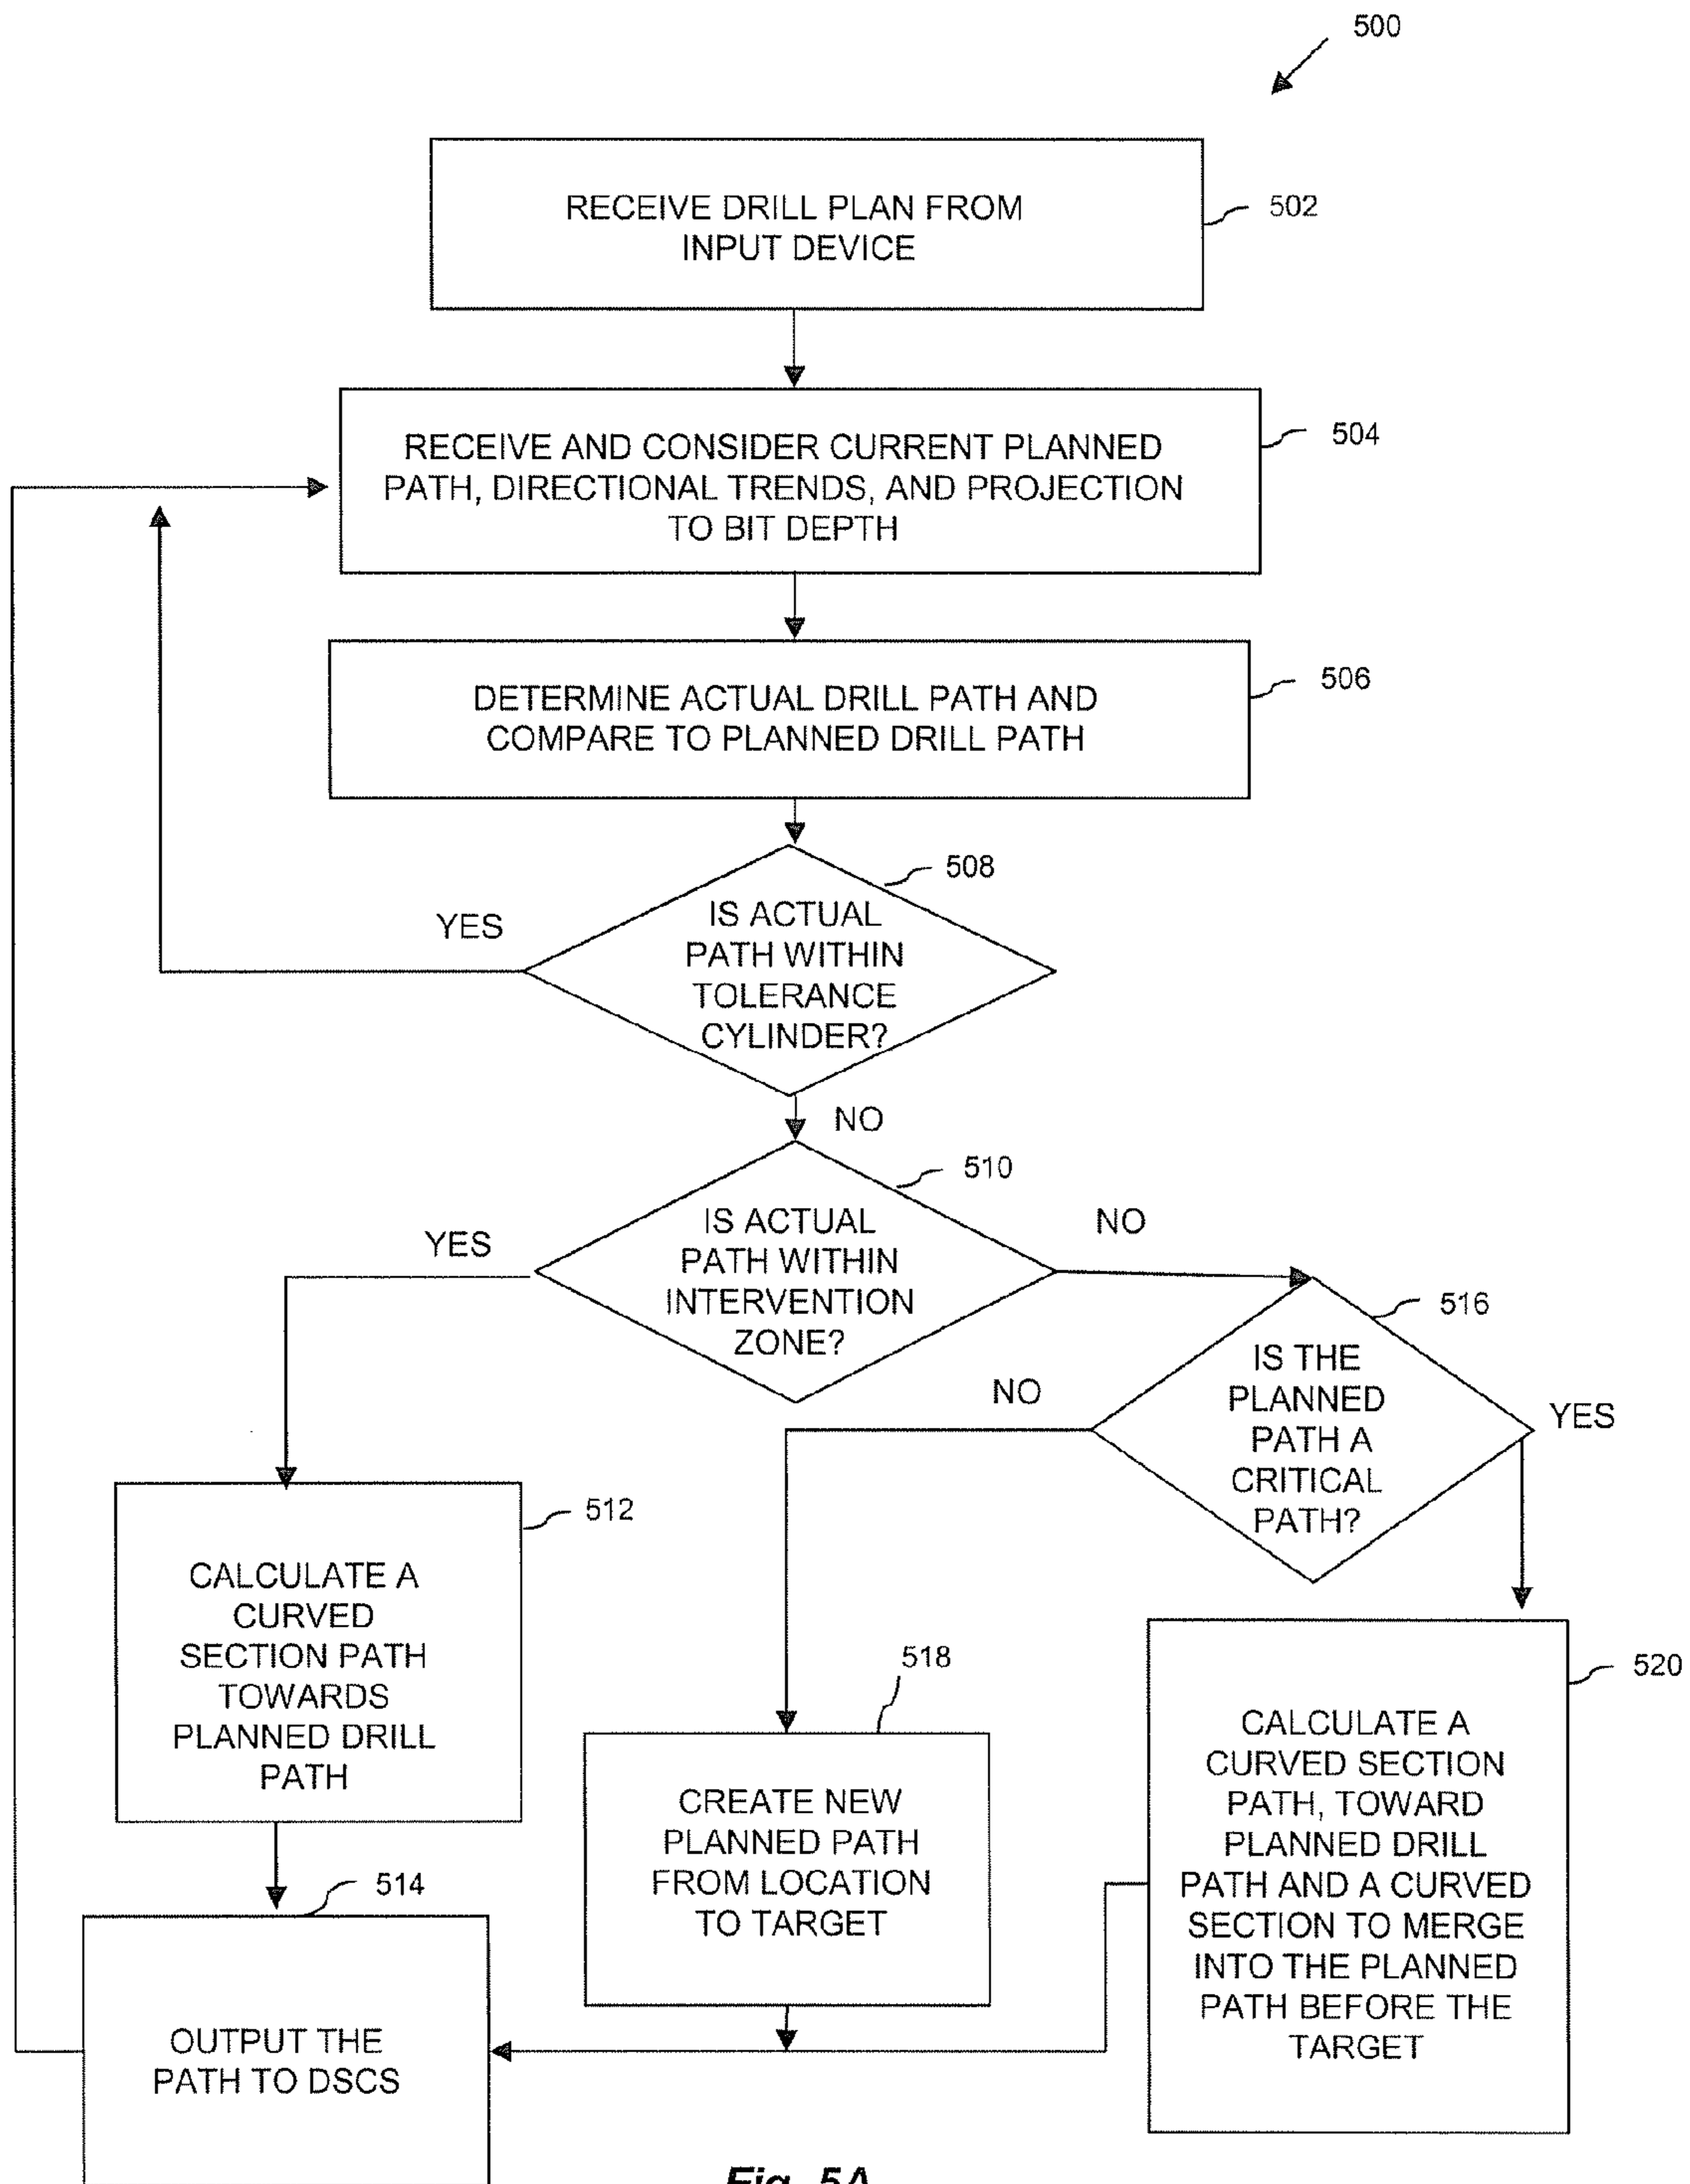 500
RECEIVE DRILL PLAN FROM
INPUT DEVICE
502
RECEIVE AND CONSIDER CURRENT PLANNED
PATH, DIRECTIONAL TRENDS, AND PROJECTION
TO BIT DEPTH
504
DETERMINE ACTUAL DRILL PATH AND
COMPARE TO PLANNED DRILL PATH
506
508
YES
IS ACTUAL
PATH WITHIN
TOLERANCE
CYLINDER?
NO
510
YES
IS ACTUAL
PATH WITHIN
INTERVENTION
ZONE?
NO
516
NO
IS THE
PLANNED
PATH A
CRITICAL
PATH?
YES
512
CALCULATE A
CURVED
SECTION PATH
TOWARDS
PLANNED DRILL
PATH
518
CREATE NEW
PLANNED PATH
FROM LOCATION
TO TARGET
520
CALCULATE A
CURVED SECTION
PATH, TOWARD
PLANNED DRILL
PATH AND A CURVED
SECTION TO MERGE
INTO THE PLANNED
PATH BEFORE THE
TARGET
514
OUTPUT THE
PATH TO DSCS
Fig. 5A